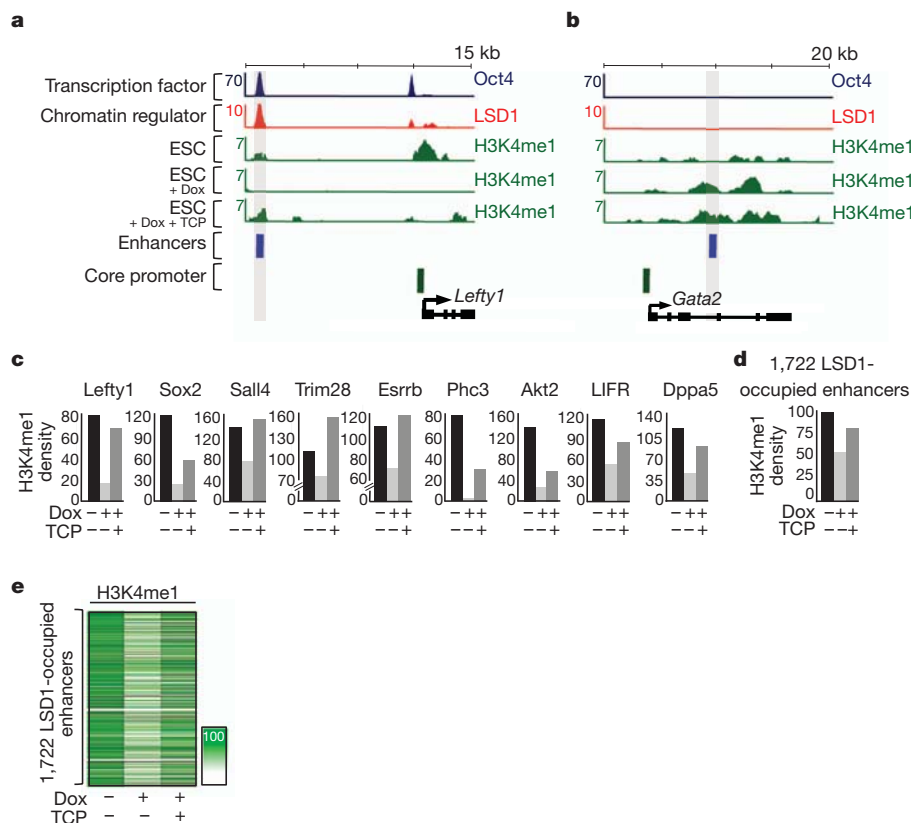 a
b
15 kb
20 kb
Transcription factor
70
Oct4
70
Oct4
Chromatin regulator
10
LSD1
10
LSD1
ESC
7
H3K4me1
7
H3K4me1
ESC
+ Dox
7
H3K4me1
7
H3K4me1
ESC
+ Dox + TCP
7
H3K4me1
7
H3K4me1
Enhancers
Core promoter
Lefty1
Gata2
c
Lefty1 Sox2 Sall4 Trim28 Esrrb Phc3 Akt2 LIFR Dppa5
H3K4me1
density
80
60
40
20
0
120
90
60
30
0
160
120
80
40
0
160
130
100
70
0
120
100
80
60
0
80
60
40
20
0
160
120
80
40
0
120
90
60
30
0
140
105
70
35
0
Dox − + + − + + − + + − + + − + + − + + − + + − + + − + +
TCP − − + − − + − − + − − + − − + − − + − − + − − + − − +
d
1,722 LSD1-
occupied enhancers
H3K4me1
density
100
75
50
25
0
Dox − + +
TCP − − +
e
H3K4me1
1,722 LSD1-occupied
enhancers
100
Dox − + +
TCP − − +